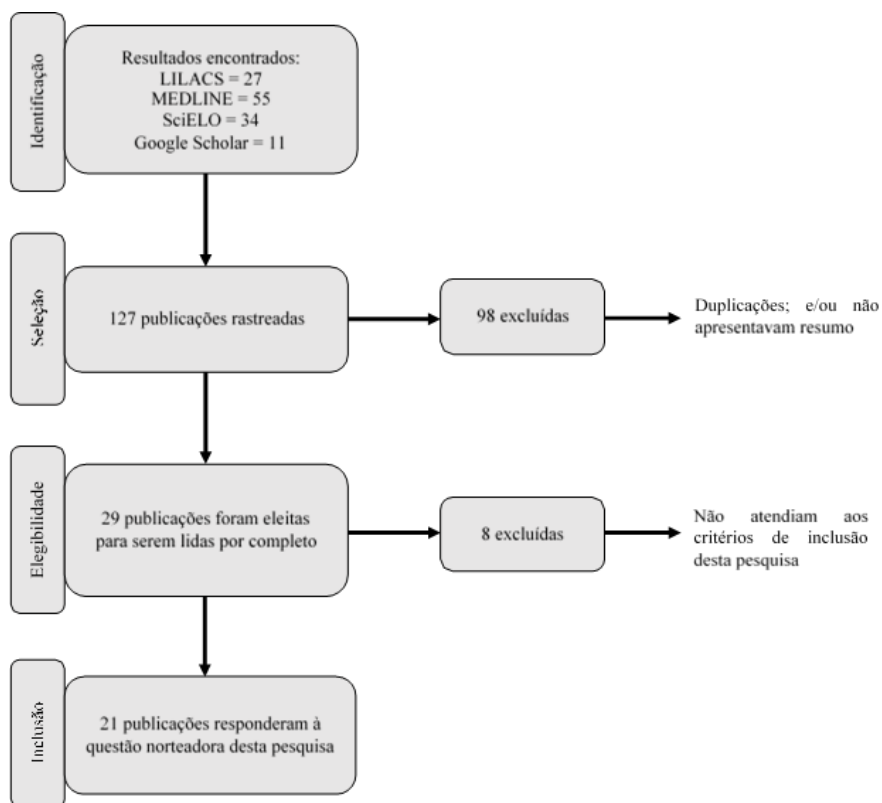 Identificação
Resultados encontrados:
LILACS = 27
MEDLINE = 55
SciELO = 34
Google Scholar = 11
Seleção
127 publicações rastreadas
98 excluídas
Duplicações; e/ou não
apresentavam resumo
Elegibilidade
29 publicações foram eleitas
para serem lidas por completo
8 excluídas
Não atendiam aos
critérios de inclusão
desta pesquisa
Inclusão
21 publicações responderam à
questão norteadora desta pesquisa